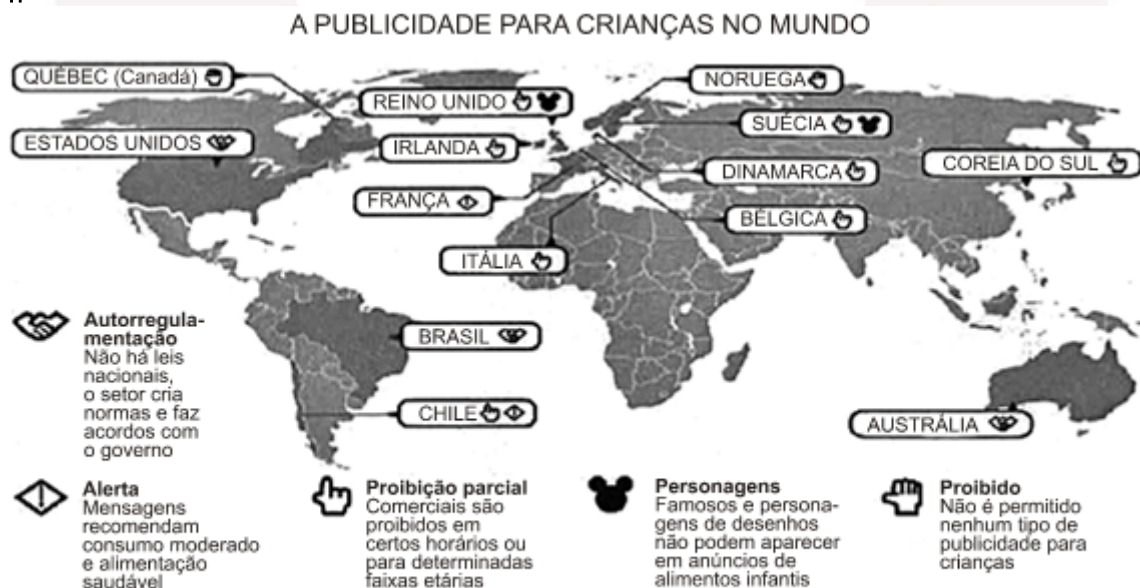 A PUBLICIDADE PARA CRIANÇAS NO MUNDO
QUÉBEC (Canadá)
NORUEGA
REINO UNIDO
SUÉCIA
ESTADOS UNIDOS
IRLANDA
DINAMARCA
COREIA DO SUL
FRANÇA
BÉLGICA
ITÁLIA
BRASIL
CHILE
AUSTRÁLIA
Autorregula-
mentação
Não há leis
nacionais,
o setor cria
normas e faz
acordos com
o governo
Alerta
Mensagens
recomendam
consumo moderado
e alimentação
saudável
Proibição parcial
Comerciais são
proibidos em
certos horários ou
para determinadas
faixas etárias
Personagens
Famosos e persona-
gens de desenhos
não podem aparecer
em anúncios de
alimentos infantis
Proibido
Não é permitido
nenhum tipo de
publicidade para
crianças